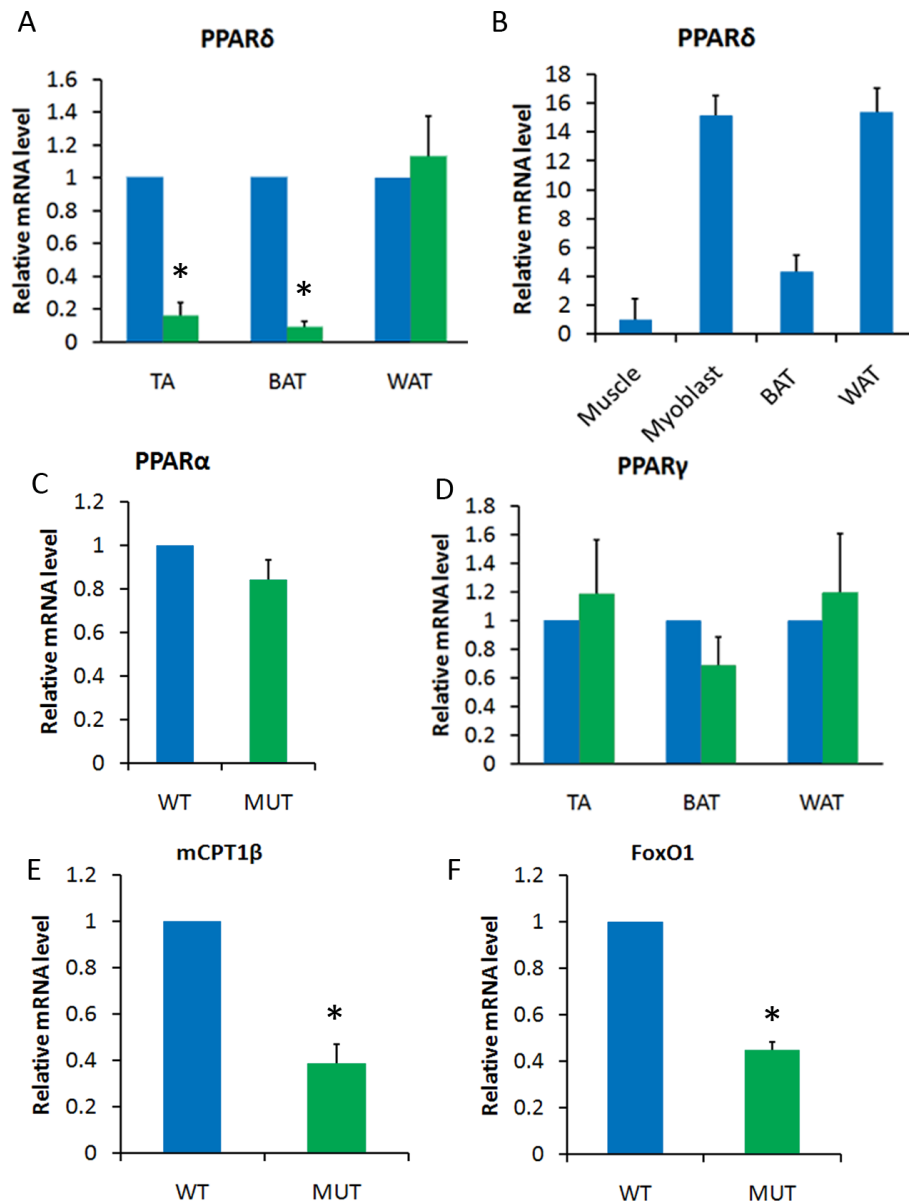 A
PPARδ
Relative mRNA level
1.6
1.4
1.2
1
0.8
0.6
0.4
0.2
0
*
*
TA BAT WAT
B
PPARδ
Relative mRNA level
18
16
14
12
10
8
6
4
2
0
Muscle Myoblast BAT WAT
C
PPARα
Relative mRNA level
1.2
1
0.8
0.6
0.4
0.2
0
WT MUT
D
PPARγ
Relative mRNA level
1.8
1.6
1.4
1.2
1
0.8
0.6
0.4
0.2
0
TA BAT WAT
E
mCPT1β
Relative mRNA level
1.2
1
0.8
0.6
0.4
0.2
0
*
WT MUT
F
FoxO1
Relative mRNA level
1.2
1
0.8
0.6
0.4
0.2
0
*
WT MUT